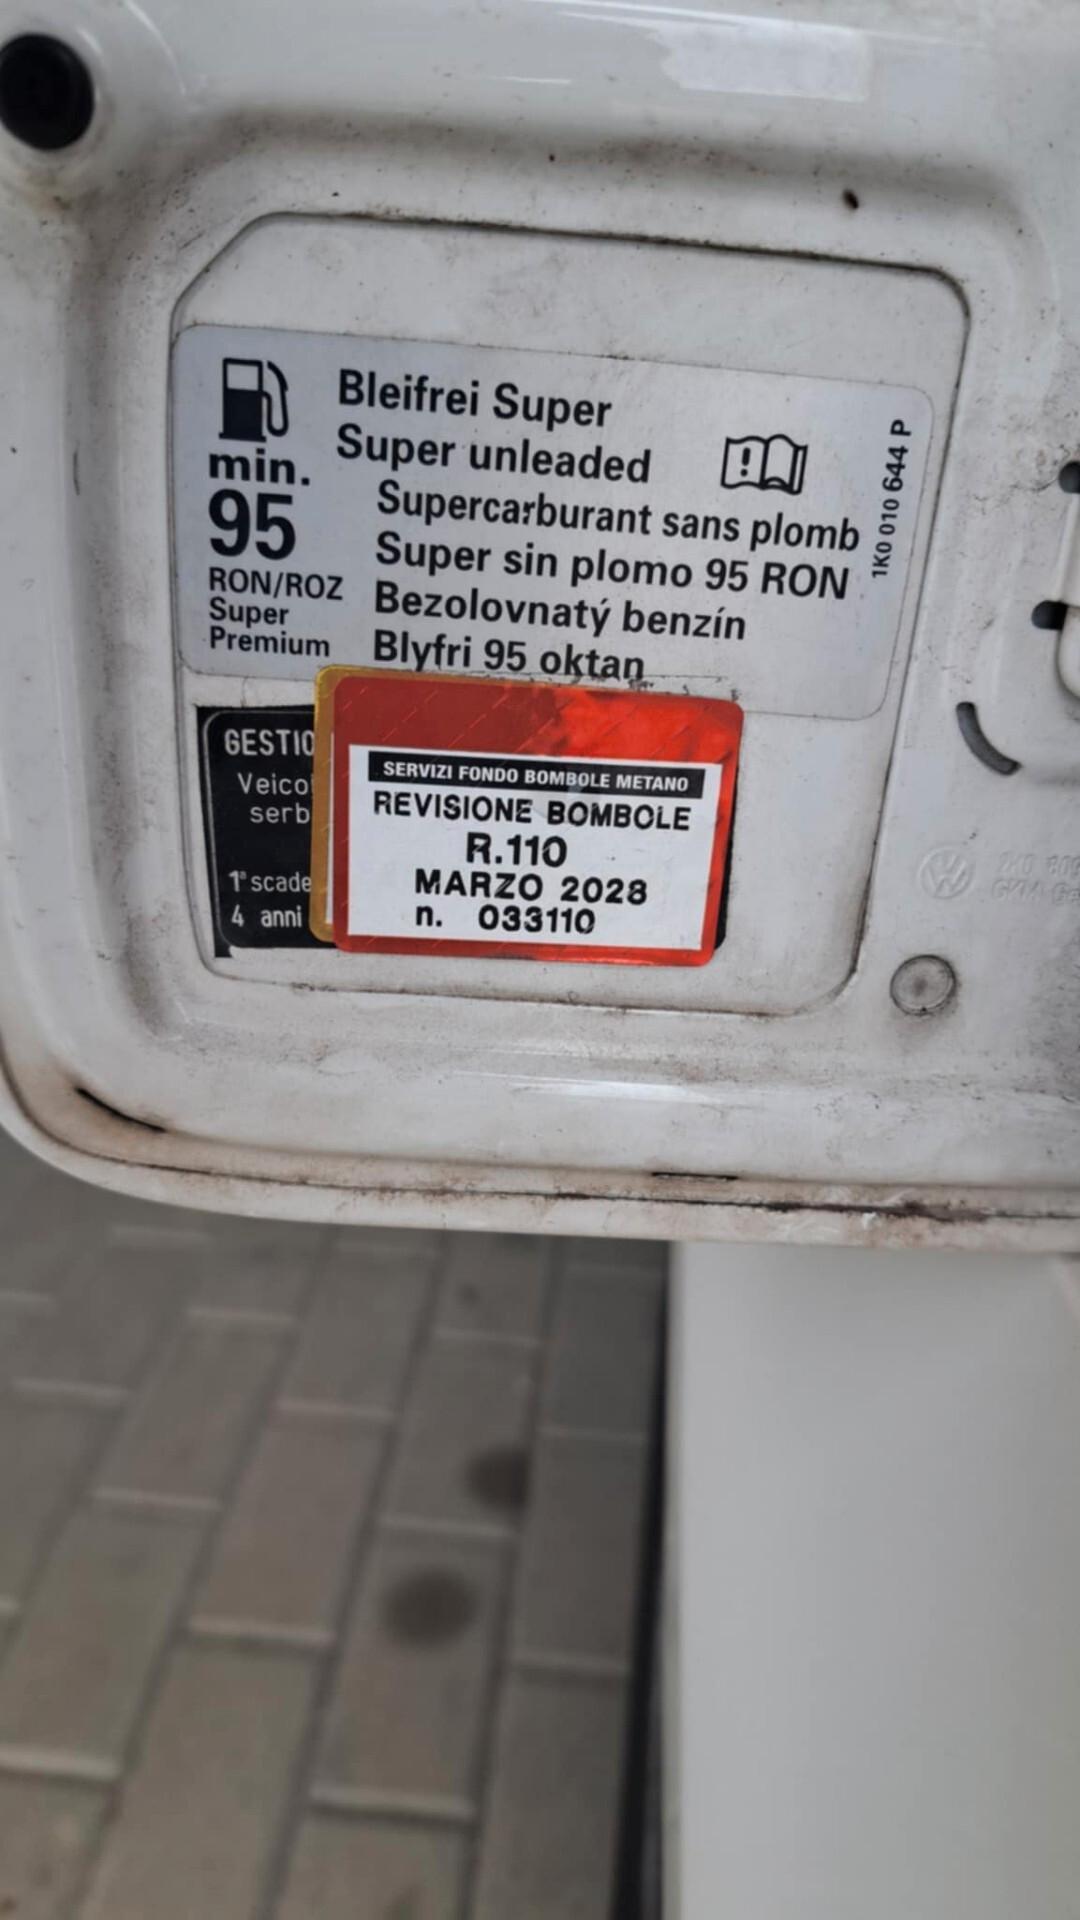 Bleifrei Super
Super unleaded
Supercarburant sans plomb
Super sin plomo 95 RON
Bezolovnatý benzín
Blyfri 95 oktan
min.
95
RON/ROZ
Super
Premium
1K0 010 644 P
GESTIO
Veico
serb
1ª scade
4 anni
SERVIZI FONDO BOMBOLE METANO
REVISIONE BOMBOLE
R.110
MARZO 2028
n. 033110